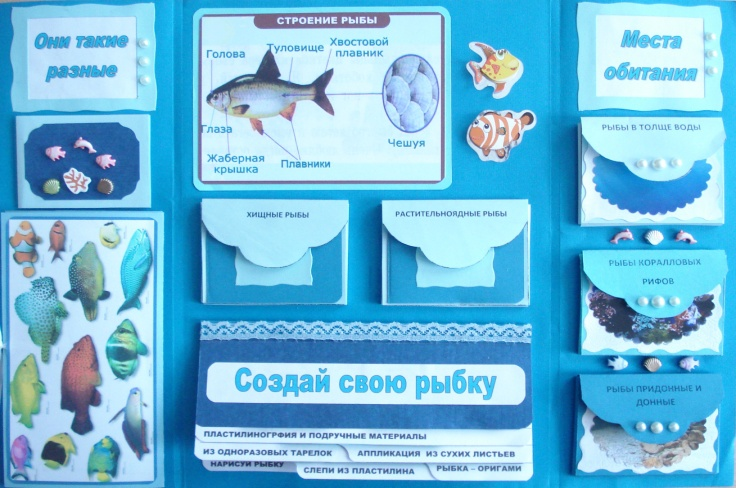 Они такие
разные
СТРОЕНИЕ РЫБЫ
Голова
Туловище
Хвостовой
плавник
Глаза
Жаберная
крышка
Плавники
Чешуя
ХИЩНЫЕ РЫБЫ
РАСТИТЕЛЬНОЯДНЫЕ РЫБЫ
Создай свою рыбку
ПЛАСТИЛИНОГРФИЯ И ПОДРУЧНЫЕ МАТЕРИАЛЫ
ИЗ ОДНОРАЗОВЫХ ТАРЕЛОК
АППЛИКАЦИЯ ИЗ СУХИХ ЛИСТЬЕВ
НАРИСУЙ РЫБКУ
СЛЕПИ ИЗ ПЛАСТИЛИНА
РЫБКА – ОРИГАМИ
Места
обитания
РЫБЫ В ТОЛЩЕ ВОДЫ
РЫБЫ КОРАЛЛОВЫХ
РИФОВ
РЫБЫ ПРИДОННЫЕ И
ДОННЫЕ